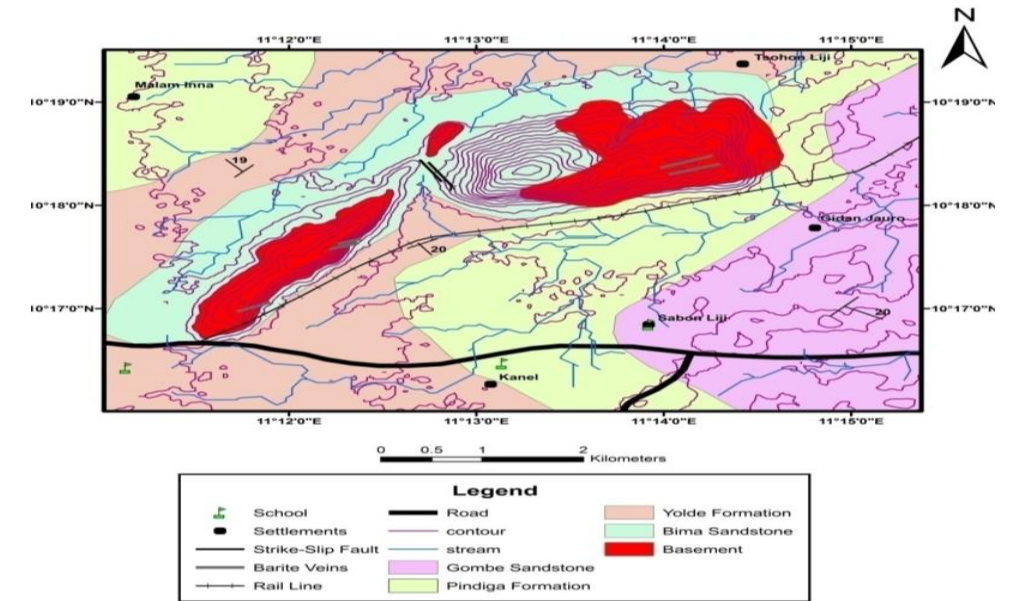 N
11°12'0"E 11°13'0"E 11°14'0"E 11°15'0"E
Tsohon Liji
Malam Inna
10°19'0"N 10°19'0"N
19
10°18'0"N 10°18'0"N
Gidan Jauro
20
10°17'0"N 10°17'0"N
20
Sabon Liji
Kanel
11°12'0"E 11°13'0"E 11°14'0"E 11°15'0"E
0 0.5 1 2
Kilometers
Legend
School Road Yolde Formation
Settlements contour Bima Sandstone
Strike-Slip Fault stream Basement
Barite Veins Gombe Sandstone
Rail Line Pindiga Formation